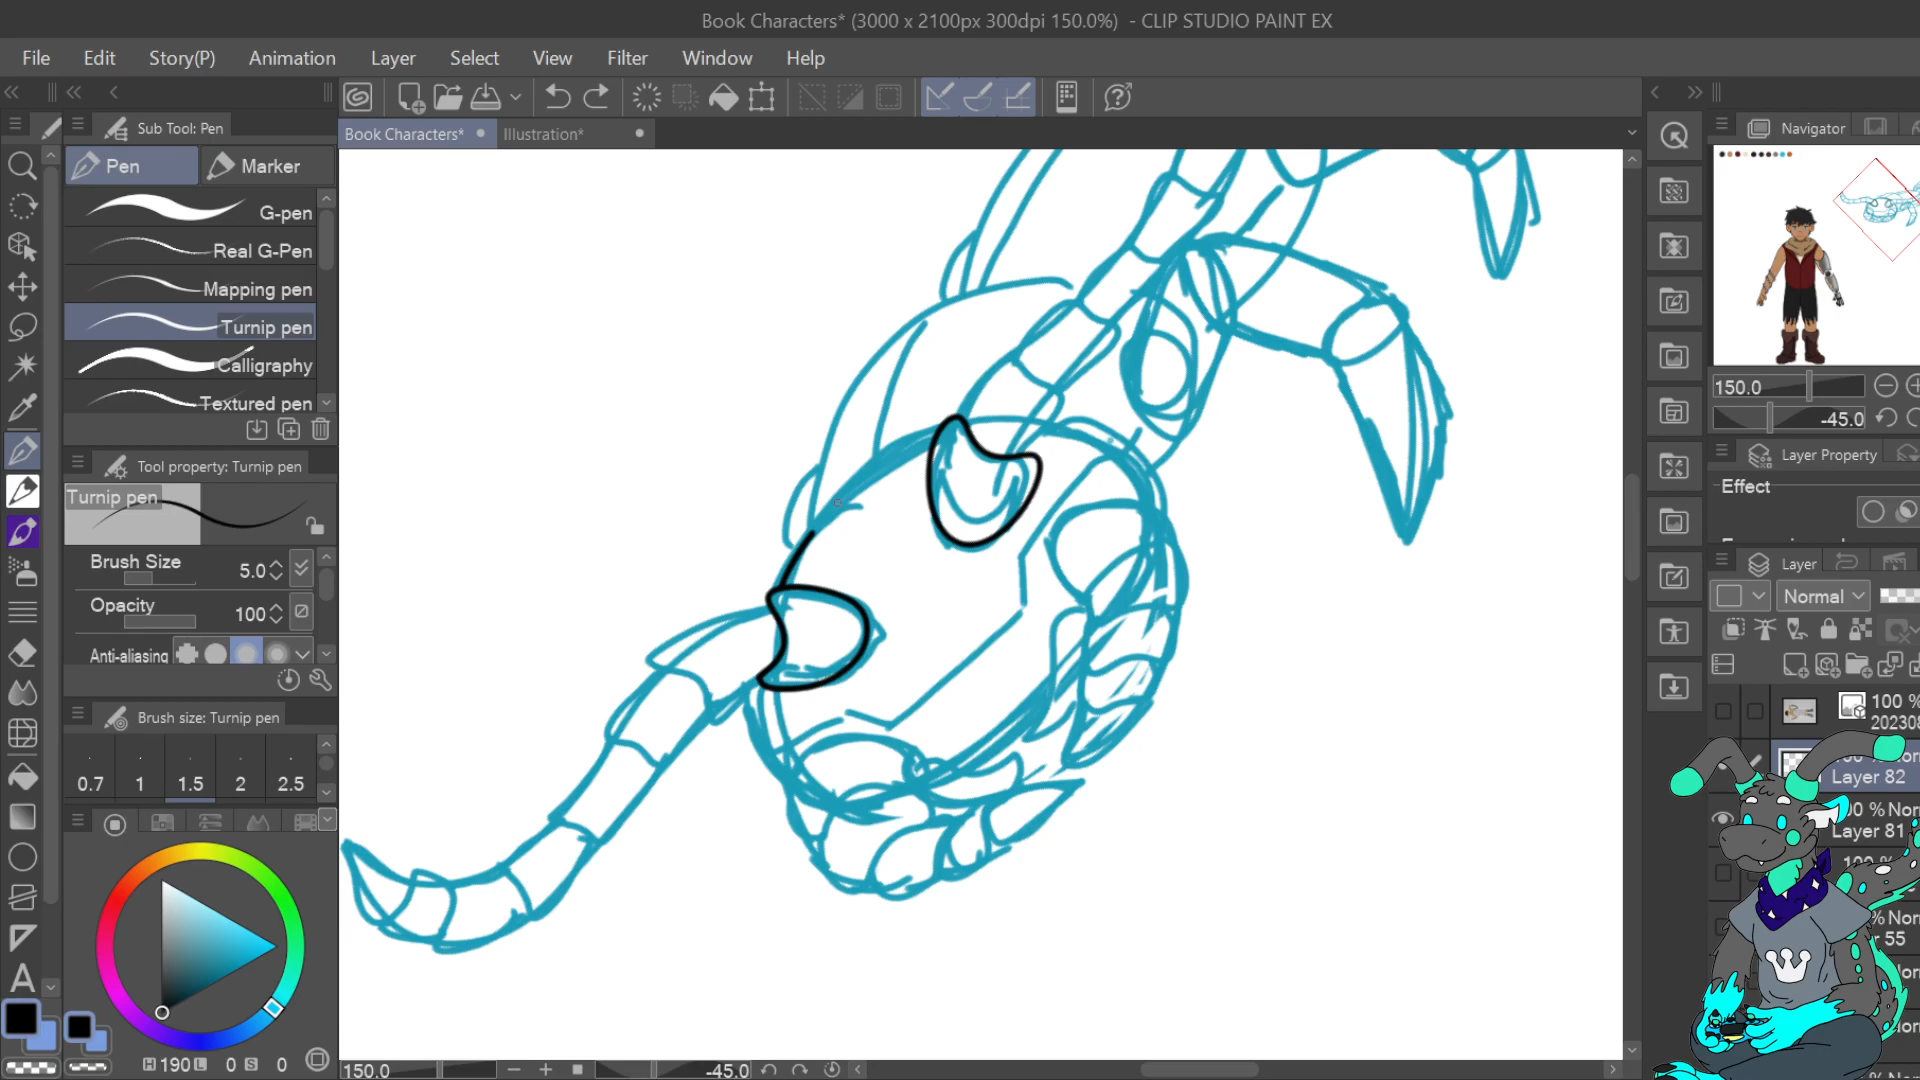 Book Characters* (3000 x 2100px 300dpi 150.0%) - CLIP STUDIO PAINT EX
File Edit Story(P) Animation Layer Select View Filter Window Help
Sub Tool: Pen
Book Characters* Illustration*
Navigator
Pen Marker
G-pen
Real G-Pen
Mapping pen
Turnip pen
Calligraphy
Textured pen
150.0
-45.0
Layer Property
Tool property: Turnip pen
Effect
Turnip pen
Brush Size 5.0
Opacity 100
Anti-aliasing
Layer
Normal
Brush size: Turnip pen
0.7 1 1.5 2 2.5
100 %
Layer 82
Layer 81
55
A
H 190 L 0 S 0
150.0 -45.0